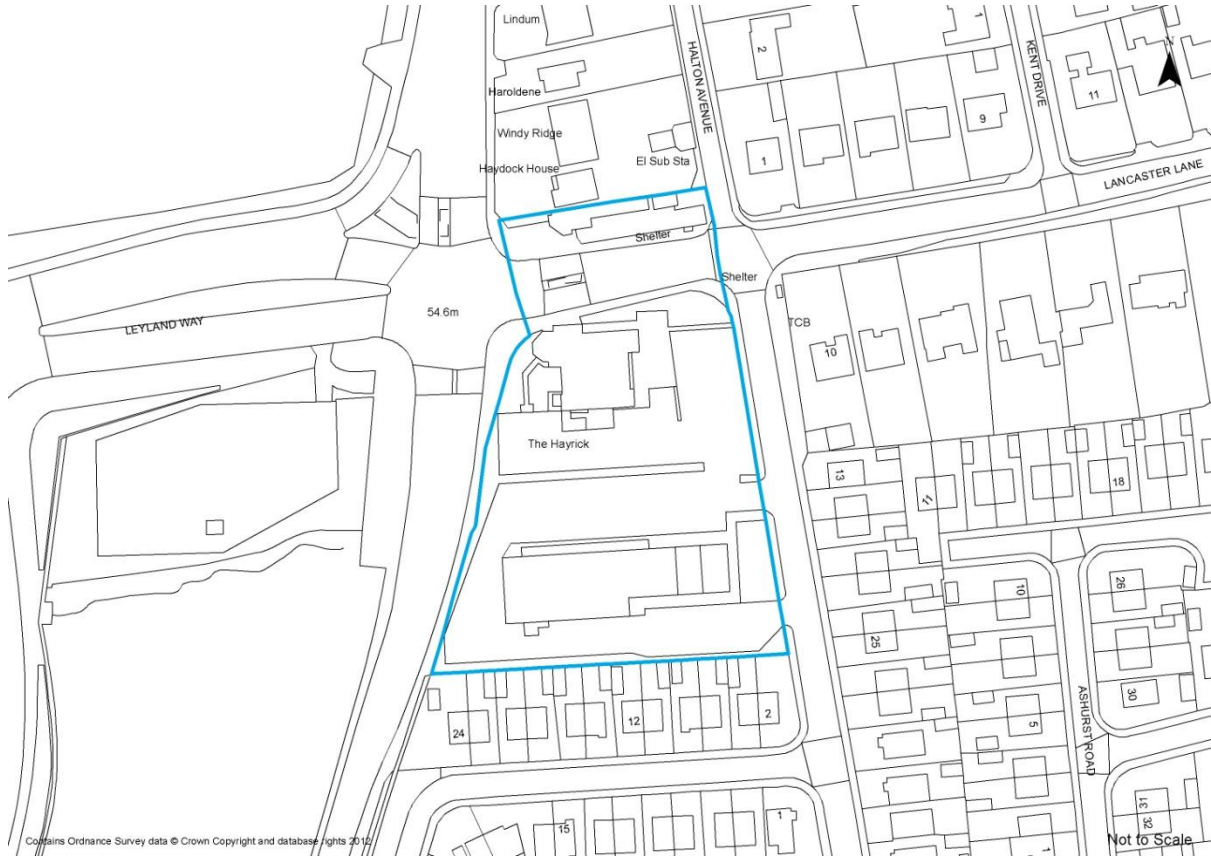 Lindum
HALTON AVENUE
2
1
KENT DRIVE
N
Haroldene
11
9
Windy Ridge
El Sub Sta
1
Haydock House
LANCASTER LANE
Shelter
Shelter
54.6m
LEYLAND WAY
TCB
10
The Hayrick
13
11
18
10
26
25
30
ASHURST ROAD
5
24
12
2
15
1
31
32
1
Contains Ordnance Survey data © Crown Copyright and database rights 2012
Not to Scale